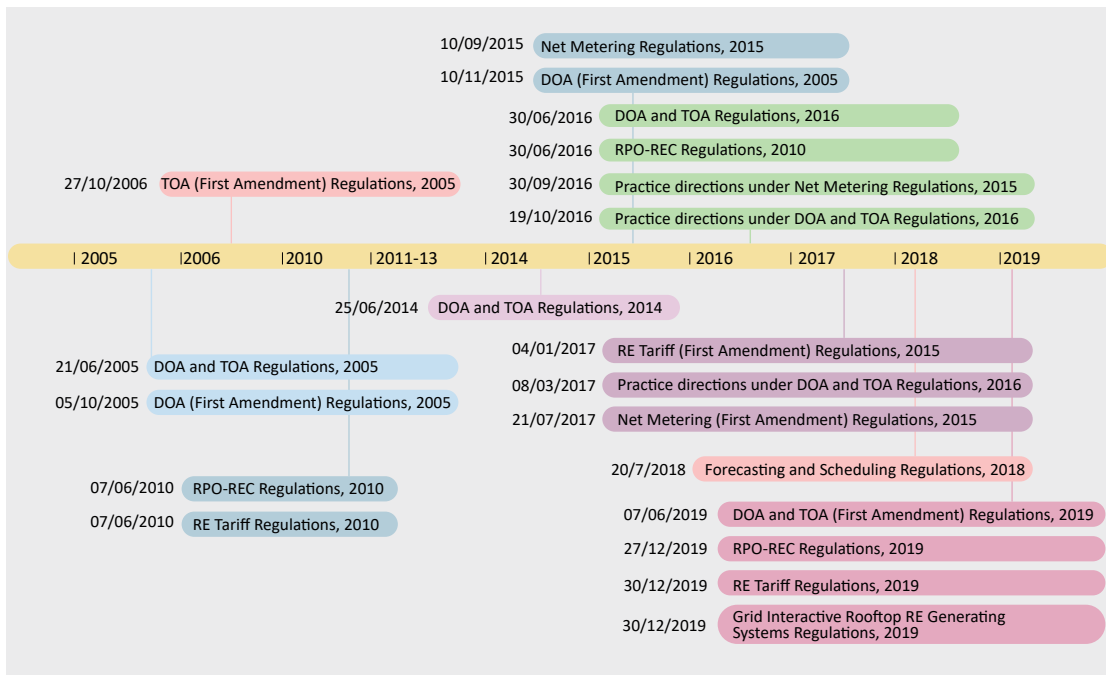 10/09/2015 Net Metering Regulations, 2015
10/11/2015 DOA (First Amendment) Regulations, 2005
30/06/2016 DOA and TOA Regulations, 2016
30/06/2016 RPO-REC Regulations, 2010
27/10/2006 TOA (First Amendment) Regulations, 2005
30/09/2016 Practice directions under Net Metering Regulations, 2015
19/10/2016 Practice directions under DOA and TOA Regulations, 2016
2005 2006 2010 2011-13 2014 2015 2016 2017 2018 2019
25/06/2014 DOA and TOA Regulations, 2014
04/01/2017 RE Tariff (First Amendment) Regulations, 2015
21/06/2005 DOA and TOA Regulations, 2005
08/03/2017 Practice directions under DOA and TOA Regulations, 2016
05/10/2005 DOA (First Amendment) Regulations, 2005
21/07/2017 Net Metering (First Amendment) Regulations, 2015
20/7/2018 Forecasting and Scheduling Regulations, 2018
07/06/2010 RPO-REC Regulations, 2010
07/06/2019 DOA and TOA (First Amendment) Regulations, 2019
07/06/2010 RE Tariff Regulations, 2010
27/12/2019 RPO-REC Regulations, 2019
30/12/2019 RE Tariff Regulations, 2019
30/12/2019 Grid Interactive Rooftop RE Generating
Systems Regulations, 2019